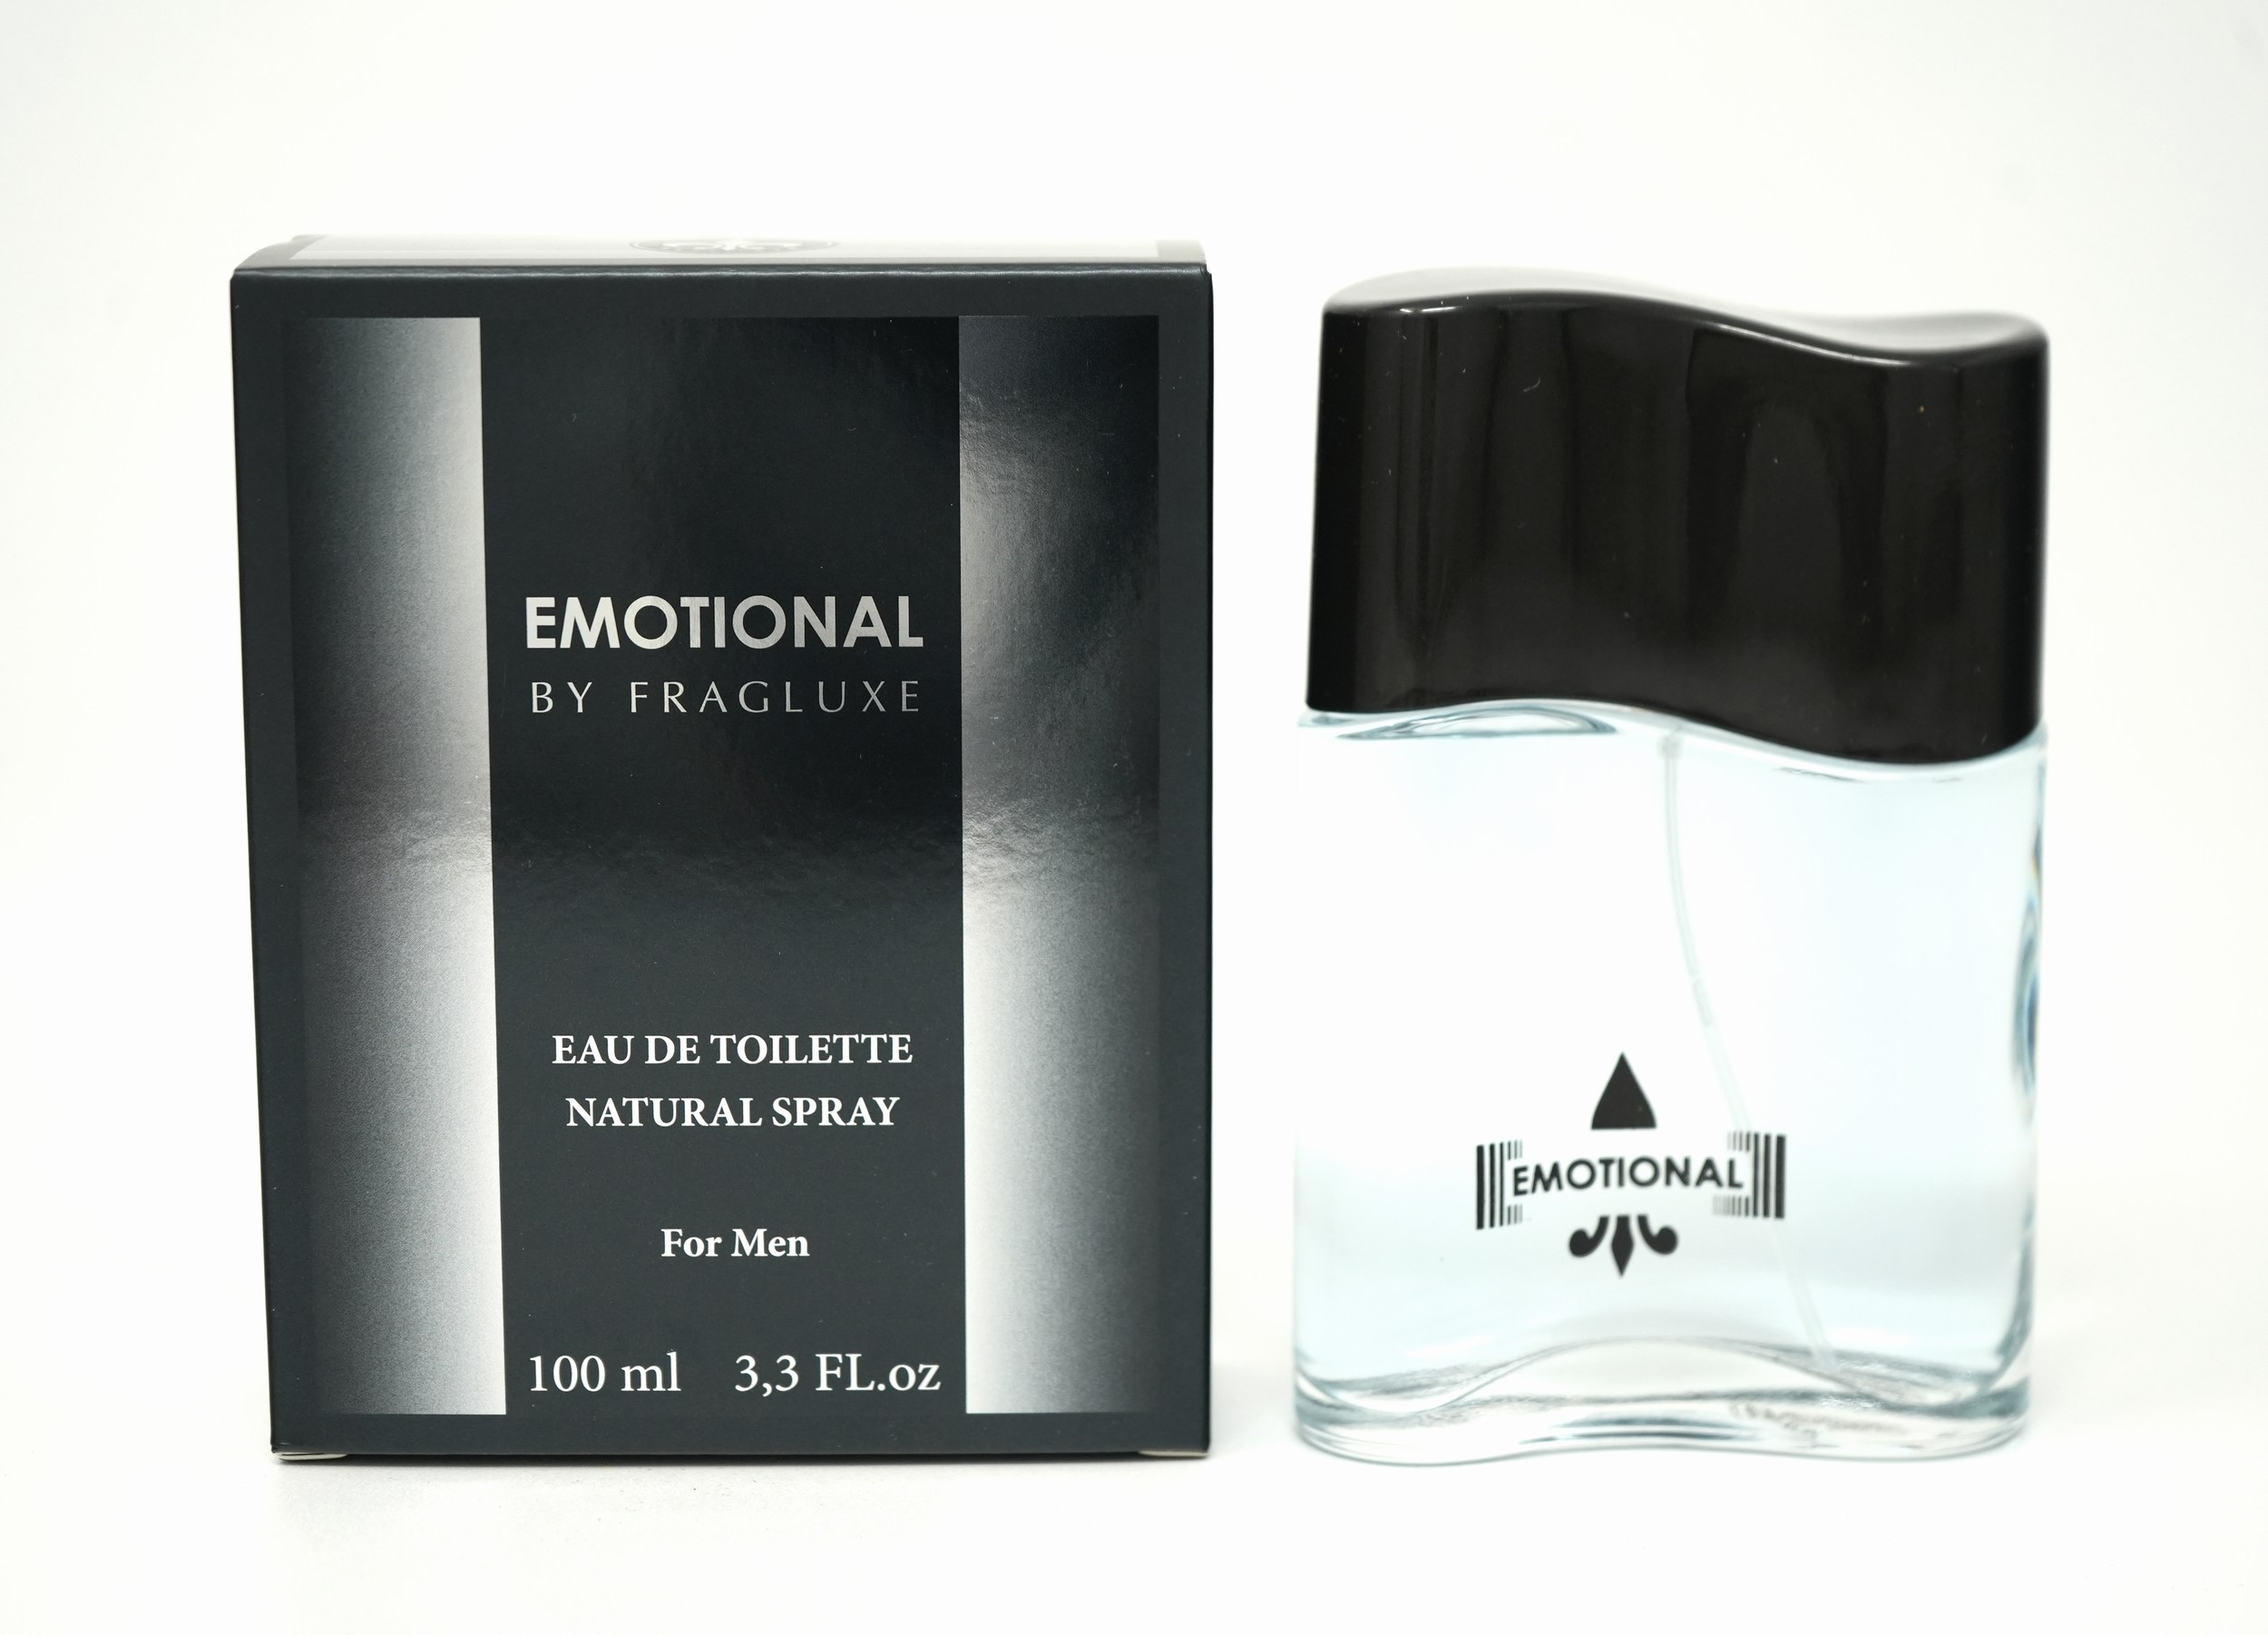 EMOTIONAL
BY FRAGLUXE
EAU DE TOILETTE
NATURAL SPRAY
For Men
100 ml 3,3 FL.oz
EMOTIONAL